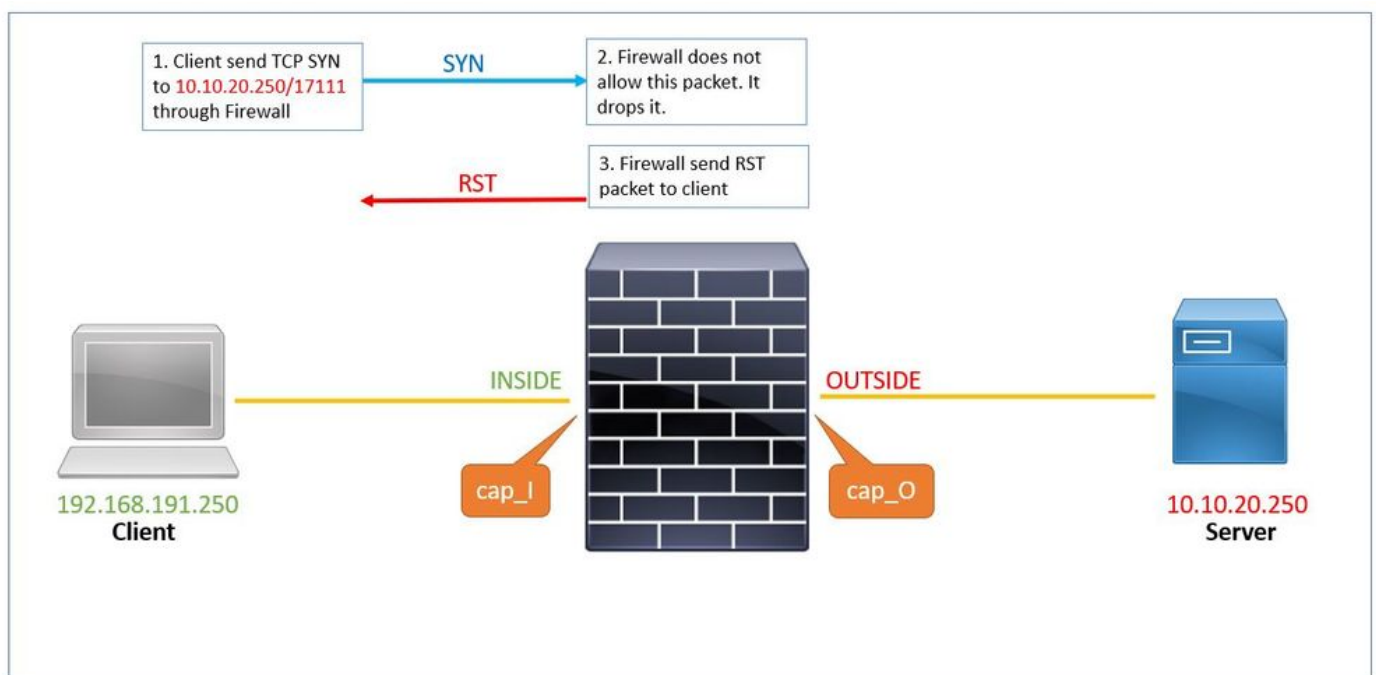 1. Client send TCP SYN
to 10.10.20.250/17111
through Firewall
SYN
2. Firewall does not
allow this packet. It
drops it.
RST
3. Firewall send RST
packet to client
INSIDE
OUTSIDE
cap_I
cap_O
192.168.191.250
Client
10.10.20.250
Server